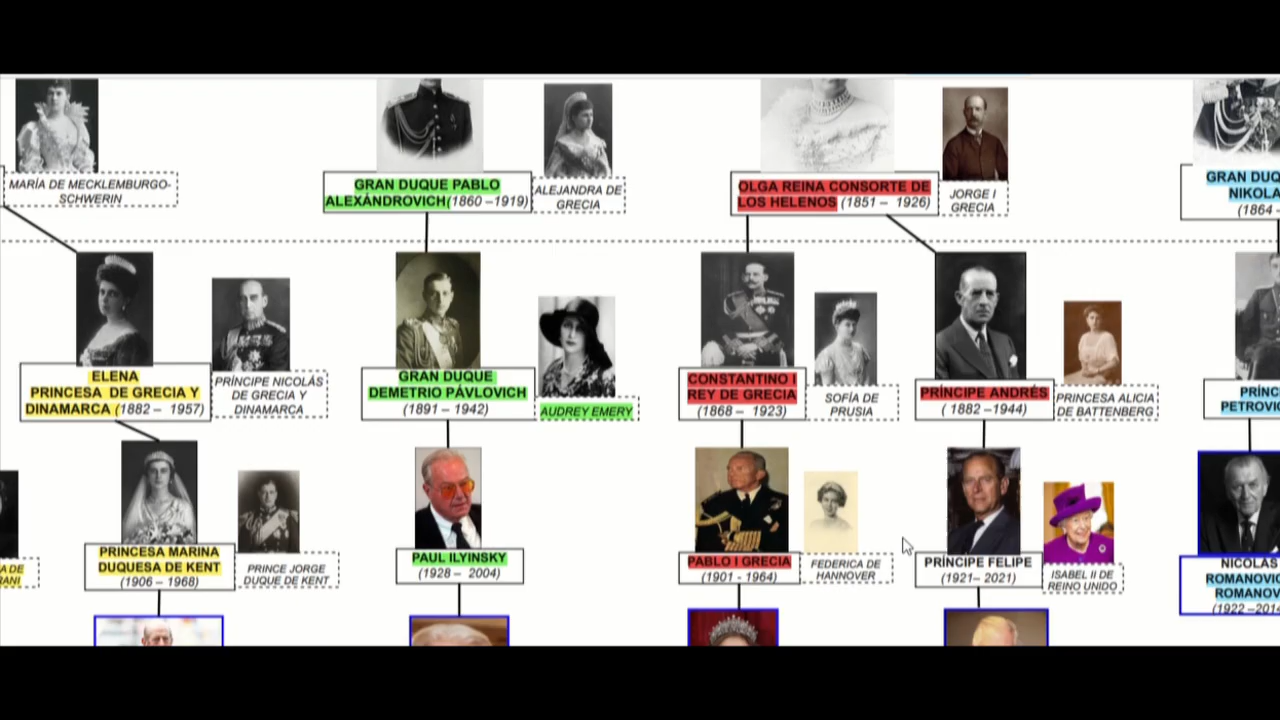 MARÍA DE MECKLEMBURGO-
SCHWERIN
GRAN DUQUE PABLO
ALEXÁNDROVICH(1860 –1919)
ALEJANDRA DE
GRECIA
OLGA REINA CONSORTE DE
LOS HELENOS (1851 – 1926)
JORGE I
GRECIA
GRAN DUQ
NIKOLA
(1864 –
ELENA
PRINCESA DE GRECIA Y
DINAMARCA (1882 – 1957)
PRÍNCIPE NICOLÁS
DE GRECIA Y
DINAMARCA
GRAN DUQUE
DEMETRIO PÁVLOVICH
(1891 – 1942)
AUDREY EMERY
CONSTANTINO I
REY DE GRECIA
(1868 – 1923)
SOFÍA DE
PRUSIA
PRÍNCIPE ANDRÉS
( 1882 –1944)
PRINCESA ALICIA
DE BATTENBERG
PRÍNC
PETROVIC
A DE
RANI
PRINCESA MARINA
DUQUESA DE KENT
(1906 – 1968)
PRINCE JORGE
DUQUE DE KENT
PAUL ILYINSKY
(1928 – 2004)
PABLO I GRECIA
(1901 - 1964)
FEDERICA DE
HANNOVER
PRÍNCIPE FELIPE
(1921– 2021)
ISABEL II DE
REINO UNIDO
NICOLÁS
ROMANOVIC
ROMANOV
(1922 –2014